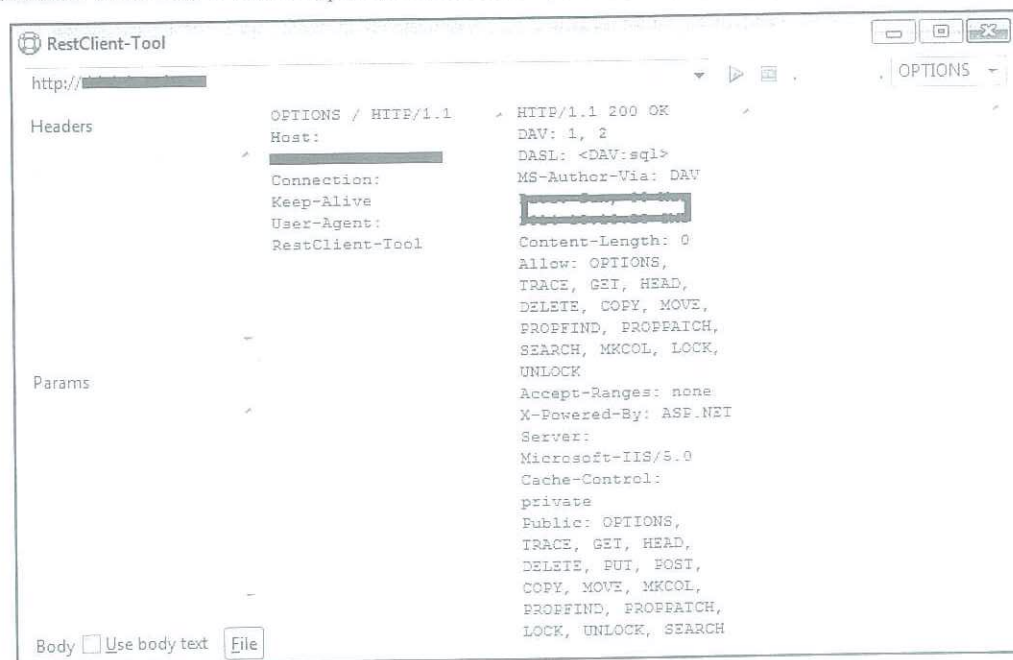 RestClient-Tool
http://
OPTIONS
Headers
OPTIONS / HTTP/1.1
Host:
Connection:
Keep-Alive
User-Agent:
RestClient-Tool
HTTP/1.1 200 OK
DAV: 1, 2
DASL: <DAV:sql>
MS-Author-Via: DAV
Content-Length: 0
Allow: OPTIONS,
TRACE, GET, HEAD,
DELETE, COPY, MOVE,
PROPFIND, PROPPATCH,
SEARCH, MKCOL, LOCK,
UNLOCK
Accept-Ranges: none
X-Powered-By: ASP.NET
Server:
Microsoft-IIS/5.0
Cache-Control:
private
Public: OPTIONS,
TRACE, GET, HEAD,
DELETE, PUT, POST,
COPY, MOVE, MKCOL,
PROPFIND, PROPPATCH,
LOCK, UNLOCK, SEARCH
Params
Body Use body text File